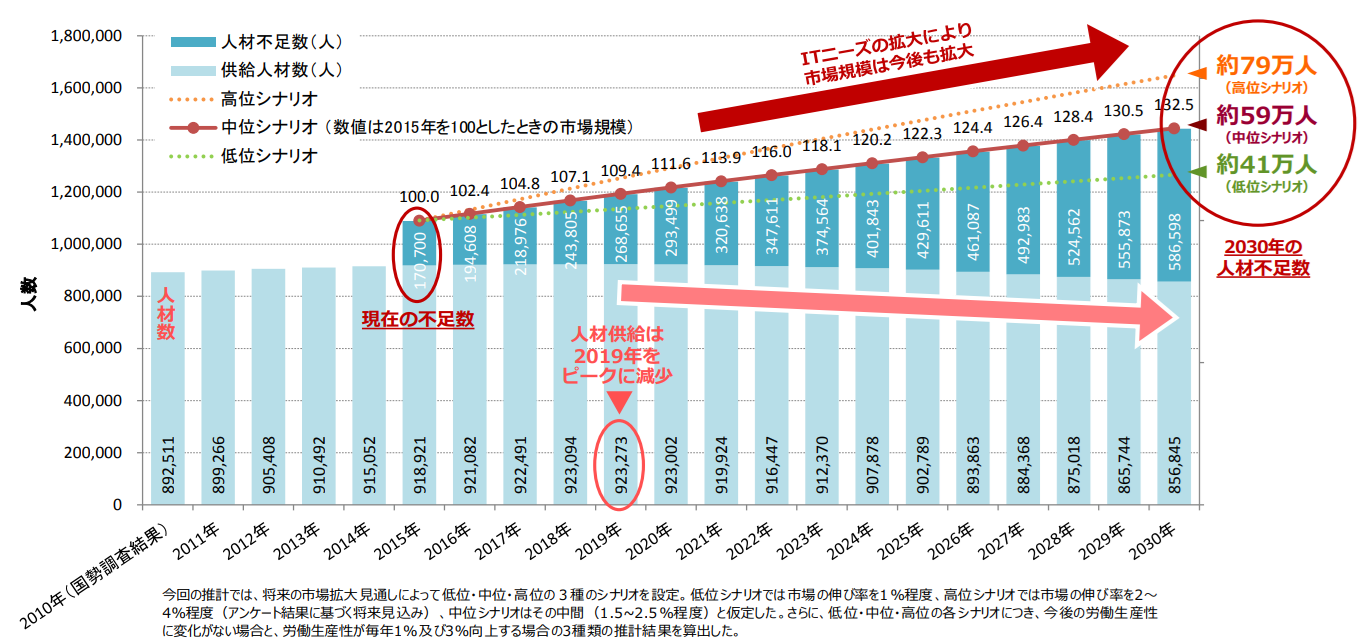 1,800,000
1,600,000
1,400,000
1,200,000
1,000,000
800,000
600,000
400,000
200,000
0
人数
人材不足数(人)
供給人材数(人)
高位シナリオ
中位シナリオ(数値は2015年を100としたときの市場規模)
低位シナリオ
ITニーズの拡大により
市場規模は今後も拡大
約79万人
(高位シナリオ)
約59万人
(中位シナリオ)
約41万人
(低位シナリオ)
2030年の
人材不足数
100.0
102.4
104.8
107.1
109.4
111.6
113.9
116.0
118.1
120.2
122.3
124.4
126.4
128.4
130.5
132.5
170,700
194,608
218,976
243,805
268,655
293,499
320,638
347,611
374,564
401,843
429,611
461,087
492,983
524,562
555,873
586,598
人材数
現在の不足数
人材供給は
2019年を
ピークに減少
892,511
899,266
905,408
910,492
915,052
918,921
921,082
922,491
923,094
923,273
923,002
919,924
916,447
912,370
907,878
902,789
893,863
884,368
875,018
865,744
856,845
2010年(国勢調査結果)
2011年
2012年
2013年
2014年
2015年
2016年
2017年
2018年
2019年
2020年
2021年
2022年
2023年
2024年
2025年
2026年
2027年
2028年
2029年
2030年
今回の推計では、将来の市場拡大見通しによって低位・中位・高位の3種のシナリオを設定。低位シナリオでは市場の伸び率を1%程度、高位シナリオでは市場の伸び率を2~
4%程度(アンケート結果に基づく将来見込み)、中位シナリオはその中間(1.5~2.5%程度)と仮定した。さらに、低位・中位・高位の各シナリオにつき、今後の労働生産性
に変化がない場合と、労働生産性が毎年1%及び3%向上する場合の3種類の推計結果を算出した。